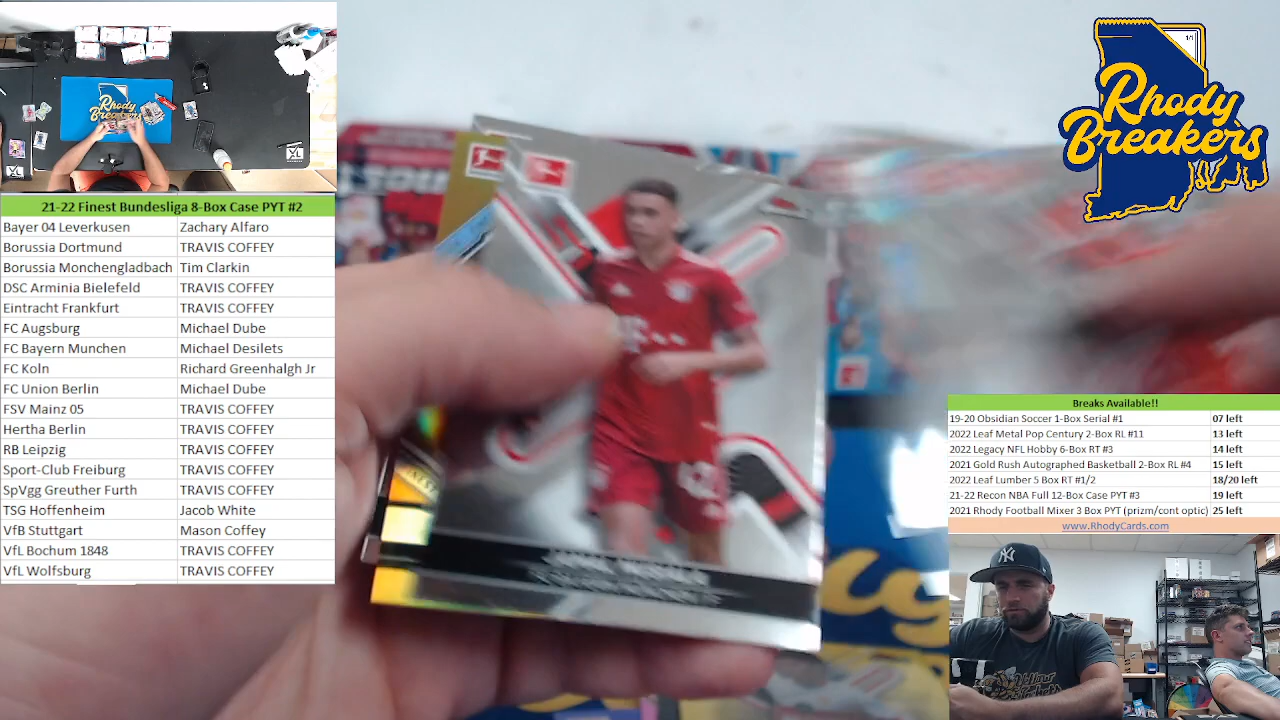 Rhody
Breakers
1/1
Rhody
Breakers
21-22 Finest Bundesliga 8-Box Case PYT #2
Bayer 04 Leverkusen Zachary Alfaro
Borussia Dortmund TRAVIS COFFEY
Borussia Monchengladbach Tim Clarkin
DSC Arminia Bielefeld TRAVIS COFFEY
Eintracht Frankfurt TRAVIS COFFEY
FC Augsburg Michael Dube
FC Bayern Munchen Michael Desilets
FC Koln Richard Greenhalgh Jr
FC Union Berlin Michael Dube
FSV Mainz 05 TRAVIS COFFEY
Hertha Berlin TRAVIS COFFEY
RB Leipzig TRAVIS COFFEY
Sport-Club Freiburg TRAVIS COFFEY
SpVgg Greuther Furth TRAVIS COFFEY
TSG Hoffenheim Jacob White
VfB Stuttgart Mason Coffey
VfL Bochum 1848 TRAVIS COFFEY
VfL Wolfsburg TRAVIS COFFEY
Breaks Available!!
19-20 Obsidian Soccer 1-Box Serial #1 07 left
2022 Leaf Metal Pop Century 2-Box RL #11 13 left
2022 Legacy NFL Hobby 6-Box RT #3 14 left
2021 Gold Rush Autographed Basketball 2-Box RL #4 15 left
2022 Leaf Lumber 5 Box RT #1/2 18/20 left
21-22 Recon NBA Full 12-Box Case PYT #3 19 left
2021 Rhody Football Mixer 3 Box PYT (prizm/cont optic) 25 left
www.RhodyCards.com